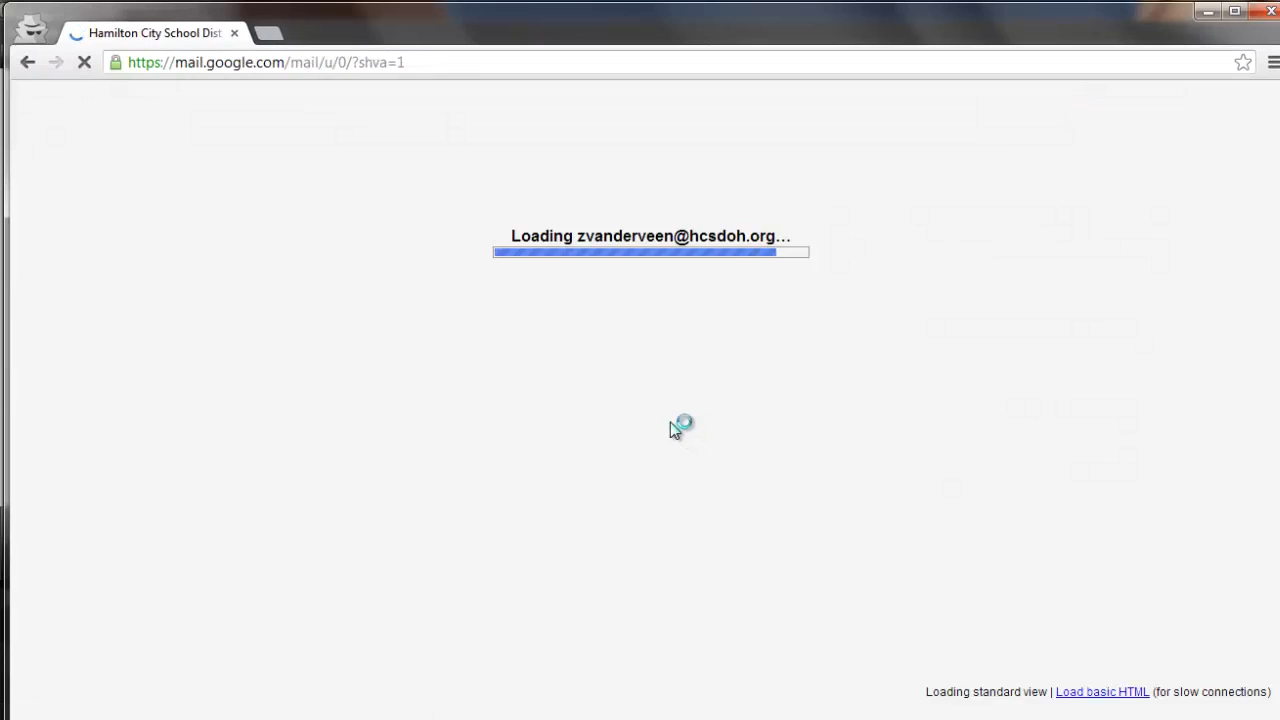 Hamilton City School Dist
https://mail.google.com/mail/u/0/?shva=1
Loading zvanderveen@hcsdoh.org...
Loading standard view | Load basic HTML (for slow connections)